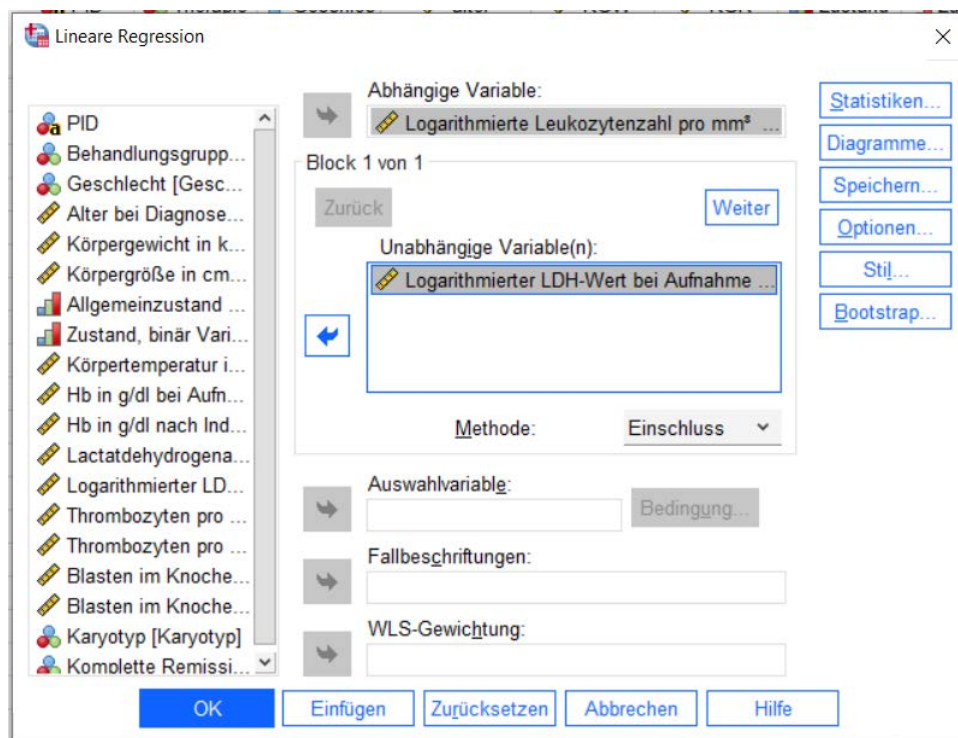 Lineare Regression
PID
Behandlungsgrupp...
Geschlecht [Gesc...
Alter bei Diagnose...
Körpergewicht in k...
Körpergröße in cm...
Allgemeinzustand ...
Zustand, binär Vari...
Körpertemperatur i...
Hb in g/dl bei Aufn...
Hb in g/dl nach Ind...
Lactatdehydrogena...
Logarithmierter LD...
Thrombozyten pro ...
Thrombozyten pro ...
Blasten im Knoche...
Blasten im Knoche...
Karyotyp [Karyotyp]
Komplette Remissi...
Abhängige Variable:
Logarithmierte Leukozytenzahl pro mm³ ...
Block 1 von 1
Zurück
Weiter
Unabhängige Variable(n):
Logarithmierter LDH-Wert bei Aufnahme ...
Methode:
Einschluss
Auswahlvariable:
Bedingung...
Fallbeschriftungen:
WLS-Gewichtung:
Statistiken...
Diagramme...
Speichern...
Optionen...
Stil...
Bootstrap...
OK
Einfügen
Zurücksetzen
Abbrechen
Hilfe